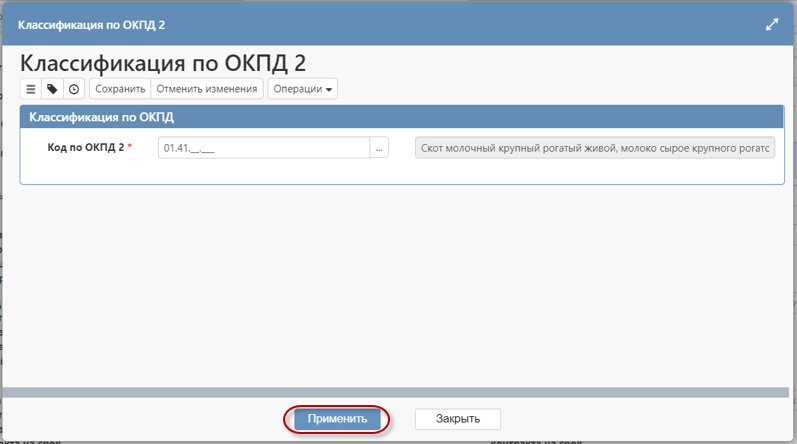 Классификация по ОКПД 2
Классификация по ОКПД 2
Сохранить Отменить изменения Операции
Классификация по ОКПД
Код по ОКПД 2 * 01.41.__.___ ... Скот молочный крупный рогатый живой, молоко сырое крупного рогатс
Применить Закрыть